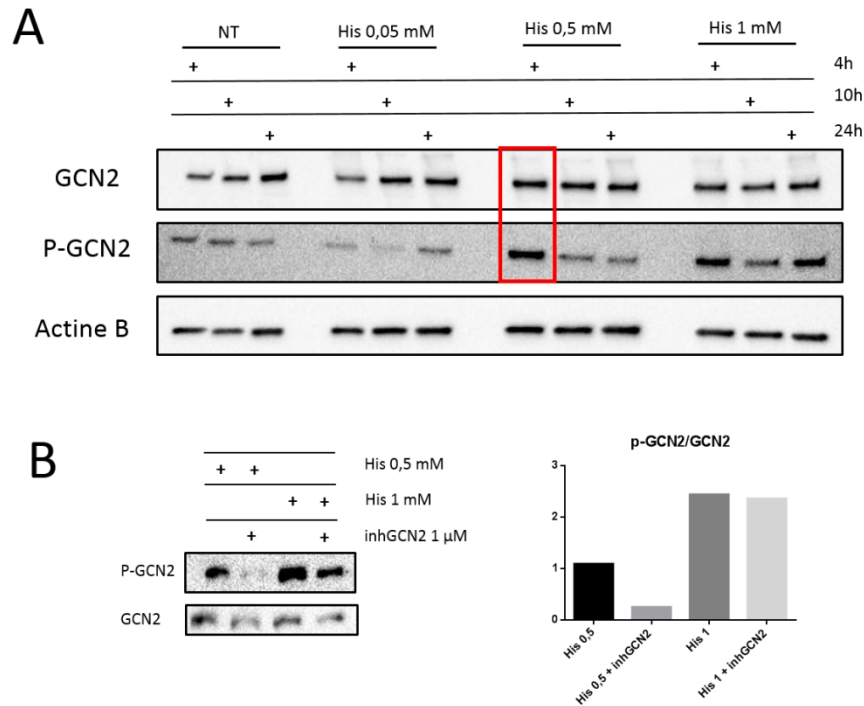 A
NT His 0,05 mM His 0,5 mM His 1 mM
+ + + + 4h
+ + + + 10h
+ + + + 24h
GCN2
P-GCN2
Actine B
B
+ + His 0,5 mM
+ + His 1 mM
+ + inhGCN2 1 µM
P-GCN2
GCN2
p-GCN2/GCN2
3
2
1
0
His 0,5
His 0,5 + inhGCN2
His 1
His 1 + inhGCN2